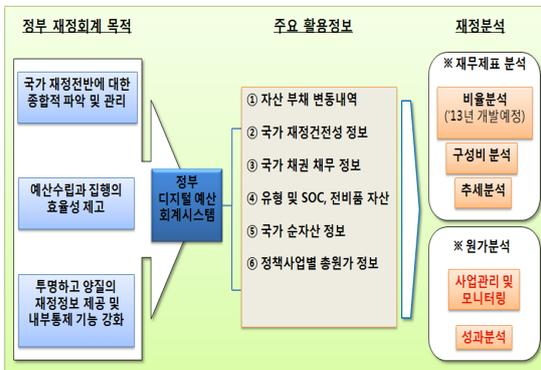 정부 재정회계 목적
국가 재정전반에 대한
종합적 파악 및 관리
예산수립과 집행의
효율성 제고
투명하고 양질의
재정정보 제공 및
내부통제 기능 강화
정부
디지털 예산
회계시스템
주요 활용정보
① 자산 부채 변동내역
② 국가 재정건전성 정보
③ 국가 채권 채무 정보
④ 유형 및 SOC, 전비품 자산
⑤ 국가 순자산 정보
⑥ 정책사업별 총원가 정보
재정분석
※ 재무제표 분석
비율분석
('13년 개발예정)
구성비 분석
추세분석
※ 원가분석
사업관리 및
모니터링
성과분석